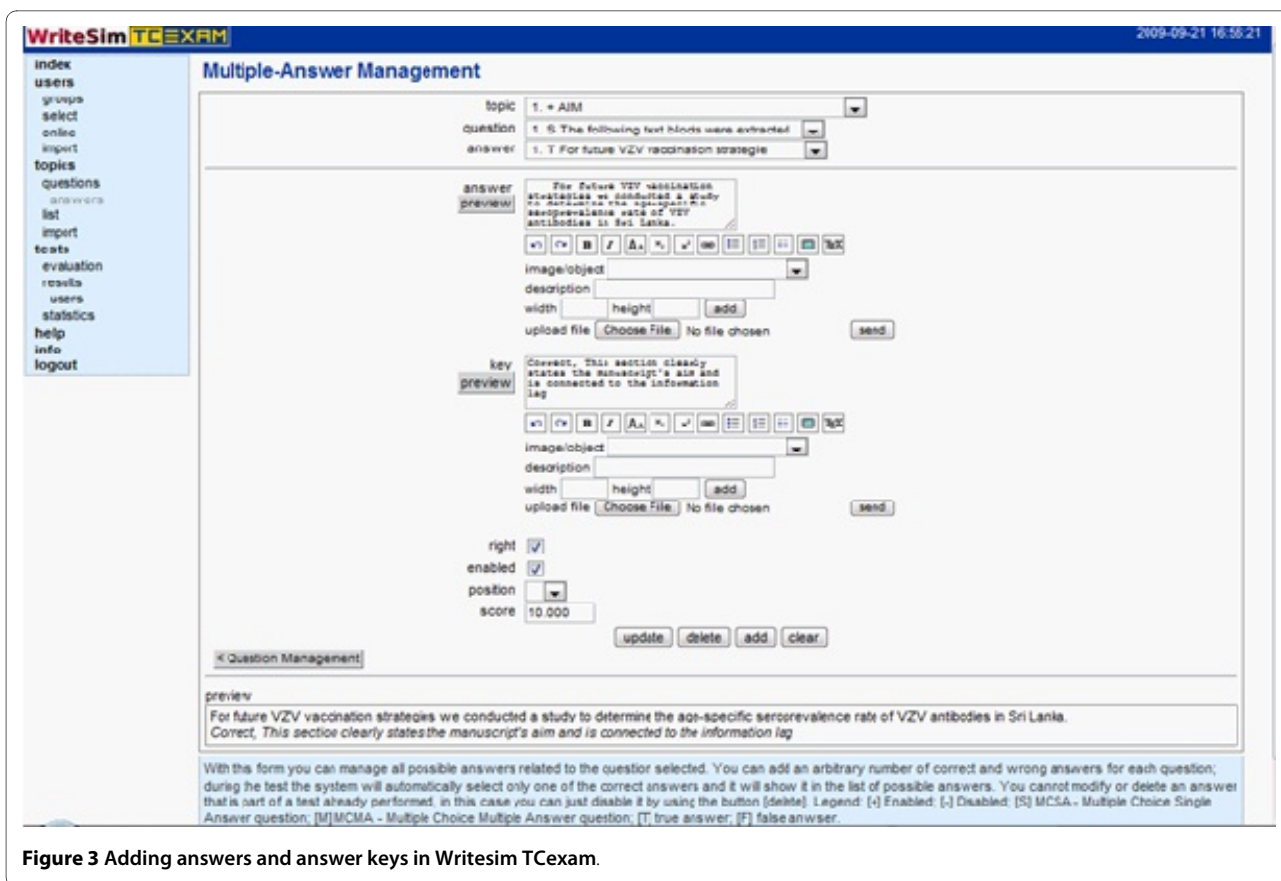 WriteSim TCEXAM
2009-09-21 16:56:21
index
users
groups
select
online
import
topics
questions
answers
list
import
tests
evaluation
results
users
statistics
help
info
logout
Multiple-Answer Management
topic 1. + AIM
question 1. S The following text blocks were extracted
answer 1. T For future VZV vaccination strategie
answer
preview
For future VZV vaccination
strategies we conducted a study
to determine the age-specific
seroprevalence rate of VZV
antibodies in Sri Lanka.
image/object
description
width height add
upload file Choose File No file chosen send
key
preview
Correct, This section clearly
states the manuscript's aim and
is connected to the information
lag
image/object
description
width height add
upload file Choose File No file chosen send
right
enabled
position
score 10.000
update delete add clear
< Question Management
preview
For future VZV vaccination strategies we conducted a study to determine the age-specific seroprevalence rate of VZV antibodies in Sri Lanka.
Correct, This section clearly states the manuscript's aim and is connected to the information lag
With this form you can manage all possible answers related to the question selected. You can add an arbitrary number of correct and wrong answers for each question;
during the test the system will automatically select only one of the correct answers and it will show it in the list of possible answers. You cannot modify or delete an answer
that is part of a test already performed, in this case you can just disable it by using the button [delete]. Legend: [+] Enabled; [-] Disabled; [S] MCSA - Multiple Choice Single
Answer question; [M] MCMA - Multiple Choice Multiple Answer question; [T] true answer; [F] false anwser.
Figure 3 Adding answers and answer keys in Writesim TCexam.